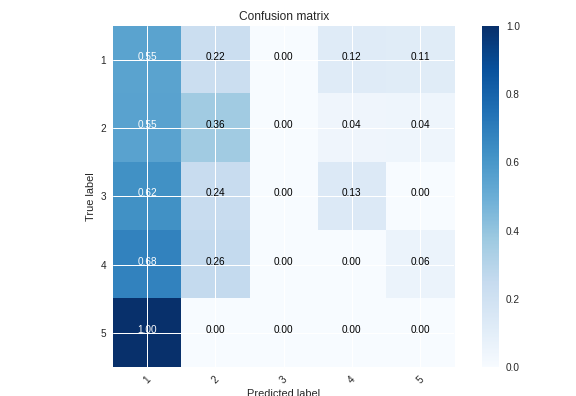 Confusion matrix
1.0
1 0.55 0.22 0.00 0.12 0.11
0.8
2 0.55 0.36 0.00 0.04 0.04
0.6
True label
3 0.62 0.24 0.00 0.13 0.00
0.4
4 0.68 0.26 0.00 0.00 0.06
0.2
5 1.00 0.00 0.00 0.00 0.00
0.0
1 2 3 4 5
Predicted label